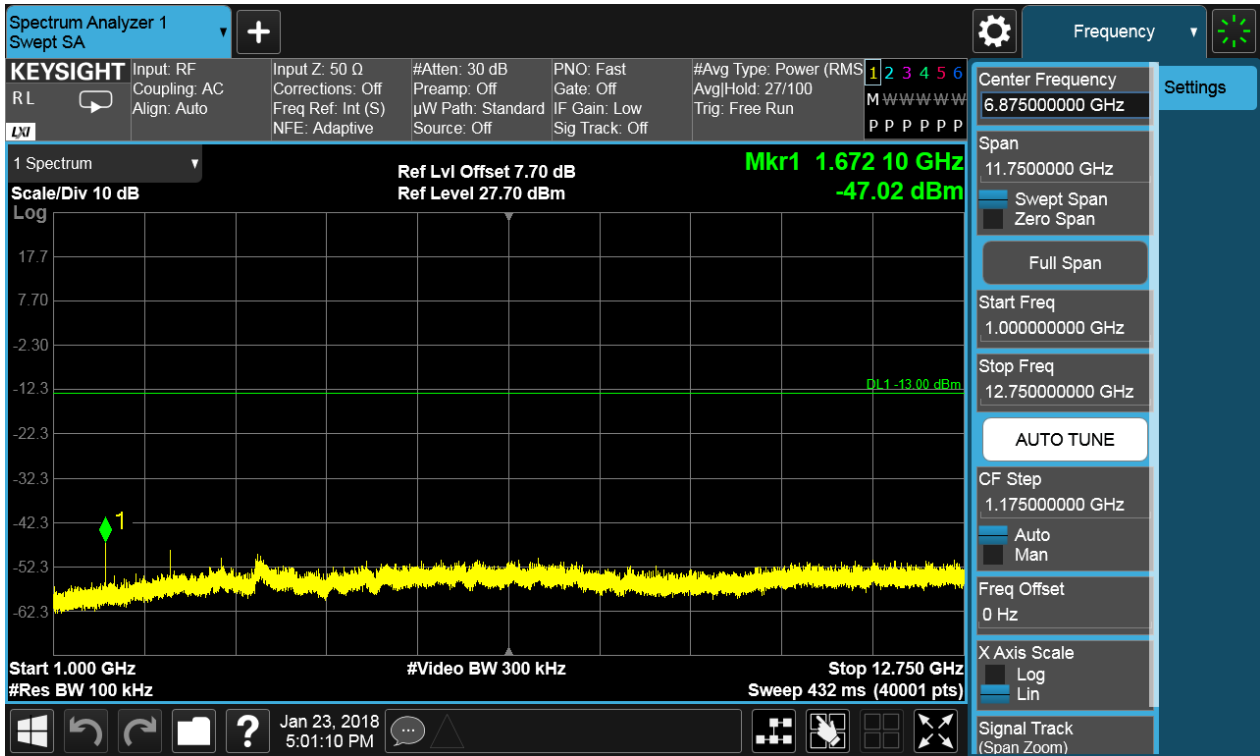 Spectrum Analyzer 1
Swept SA
Frequency
KEYSIGHT
R L
LXI
Input: RF
Coupling: AC
Align: Auto
Input Z: 50 Ω
Corrections: Off
Freq Ref: Int (S)
NFE: Adaptive
#Atten: 30 dB
Preamp: Off
µW Path: Standard
Source: Off
PNO: Fast
Gate: Off
IF Gain: Low
Sig Track: Off
#Avg Type: Power (RMS
Avg|Hold: 27/100
Trig: Free Run
1 2 3 4 5 6
M W W W W W
P P P P P P
1 Spectrum
Scale/Div 10 dB
Ref Lvl Offset 7.70 dB
Ref Level 27.70 dBm
Mkr1 1.672 10 GHz
-47.02 dBm
Log
17.7
7.70
-2.30
-12.3
DL1 -13.00 dBm
-22.3
-32.3
-42.3
1
-52.3
-62.3
Start 1.000 GHz
#Res BW 100 kHz
#Video BW 300 kHz
Stop 12.750 GHz
Sweep 432 ms (40001 pts)
Jan 23, 2018
5:01:10 PM
Center Frequency
6.875000000 GHz
Span
11.7500000 GHz
Swept Span
Zero Span
Full Span
Start Freq
1.000000000 GHz
Stop Freq
12.750000000 GHz
AUTO TUNE
CF Step
1.175000000 GHz
Auto
Man
Freq Offset
0 Hz
X Axis Scale
Log
Lin
Signal Track
(Span Zoom)
Settings